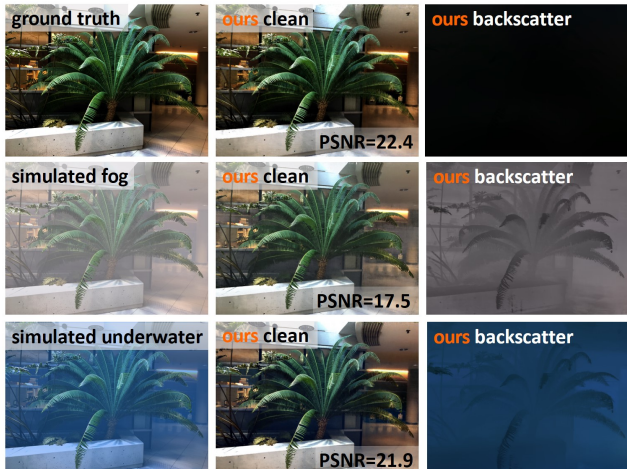 ground truth
ours clean
ours backscatter
PSNR=22.4
simulated fog
ours clean
ours backscatter
PSNR=17.5
simulated underwater
ours clean
ours backscatter
PSNR=21.9